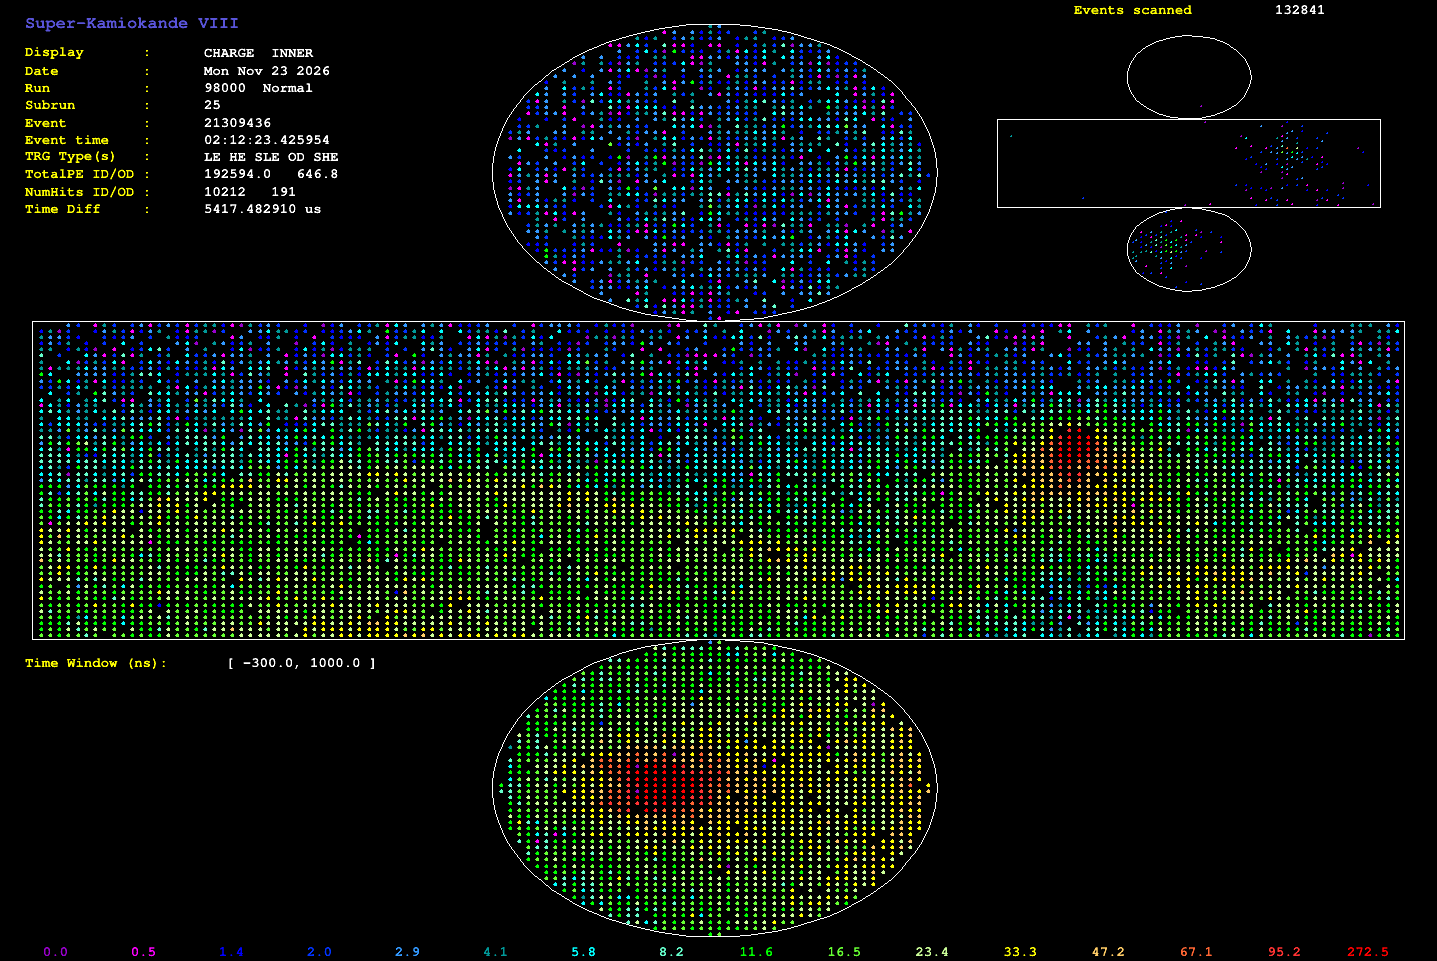 Super-Kamiokande VIII
Events scanned 132841
Display : CHARGE INNER
Date : Mon Nov 23 2026
Run : 98000 Normal
Subrun : 25
Event : 21309436
Event time : 02:12:23.425954
TRG Type(s) : LE HE SLE OD SHE
TotalPE ID/OD : 192594.0 646.8
NumHits ID/OD : 10212 191
Time Diff : 5417.482910 us
Time Window (ns): [ -300.0, 1000.0 ]
0.0 0.5 1.4 2.0 2.9 4.1 5.8 8.2 11.6 16.5 23.4 33.3 47.2 67.1 95.2 272.5